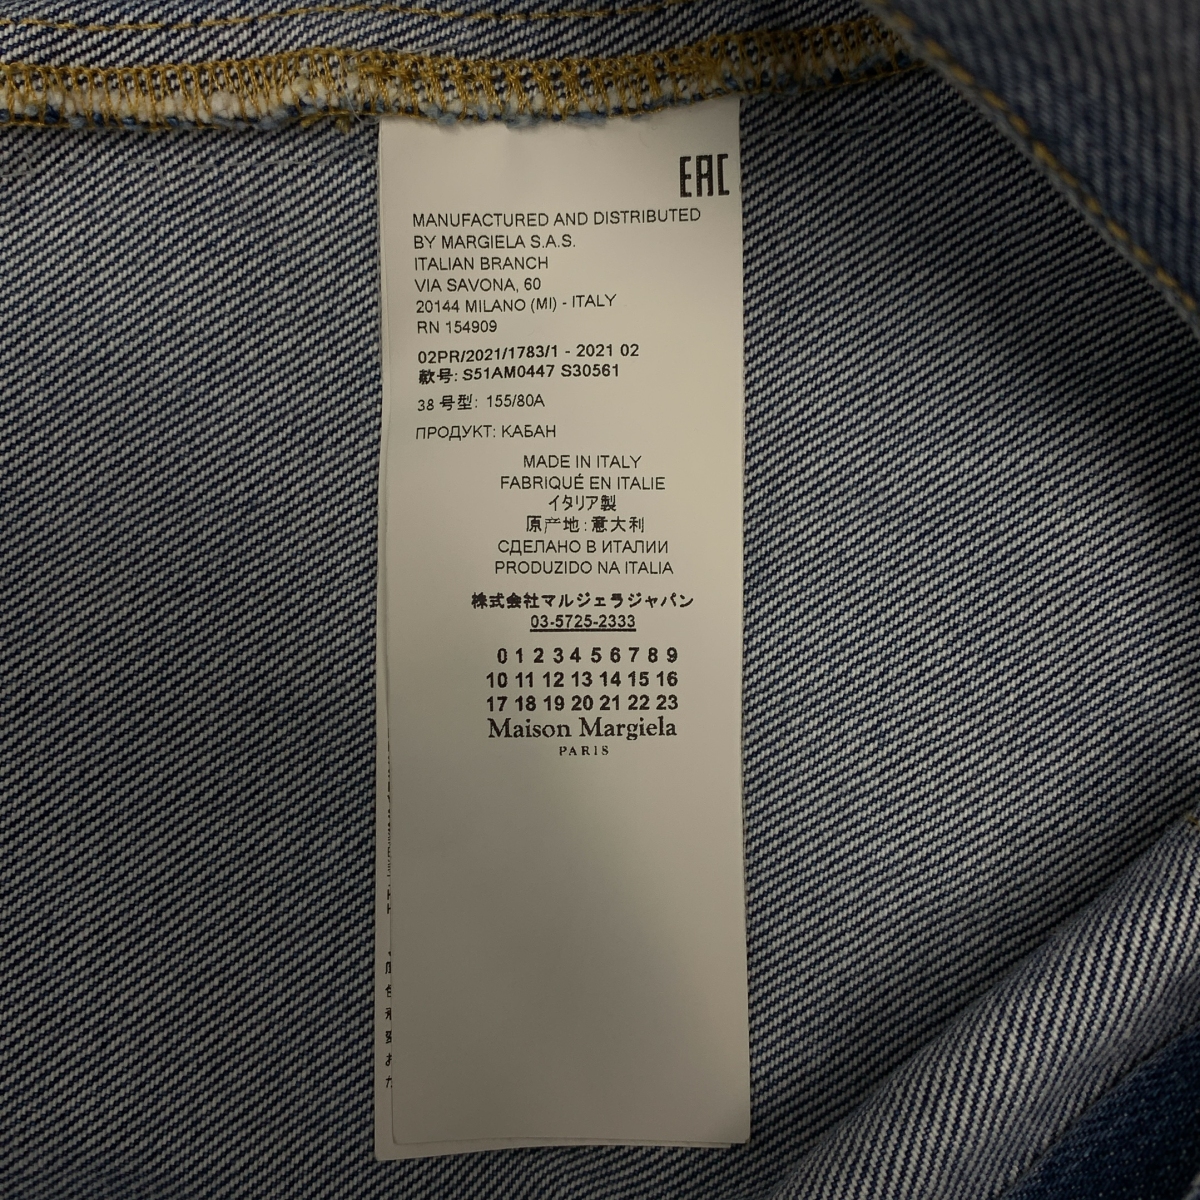 EAC
MANUFACTURED AND DISTRIBUTED
BY MARGIELA S.A.S.
ITALIAN BRANCH
VIA SAVONA, 60
20144 MILANO (MI) - ITALY
RN 154909
02PR/2021/1783/1 - 2021 02
款号: S51AM0447 S30561
38 号型: 155/80A
ПРОДУКТ: КАБАН
MADE IN ITALY
FABRIQUÉ EN ITALIE
イタリア製
原产地:意大利
СДЕЛАНО В ИТАЛИИ
PRODUZIDO NA ITALIA
株式会社マルジェラジャパン
03-5725-2333
0 1 2 3 4 5 6 7 8 9
10 11 12 13 14 15 16
17 18 19 20 21 22 23
Maison Margiela
PARIS